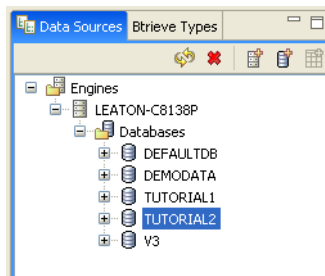 Data Sources Btrieve Types
Engines
LEATON-C8138P
Databases
DEFAULTDB
DEMODATA
TUTORIAL1
TUTORIAL2
V3